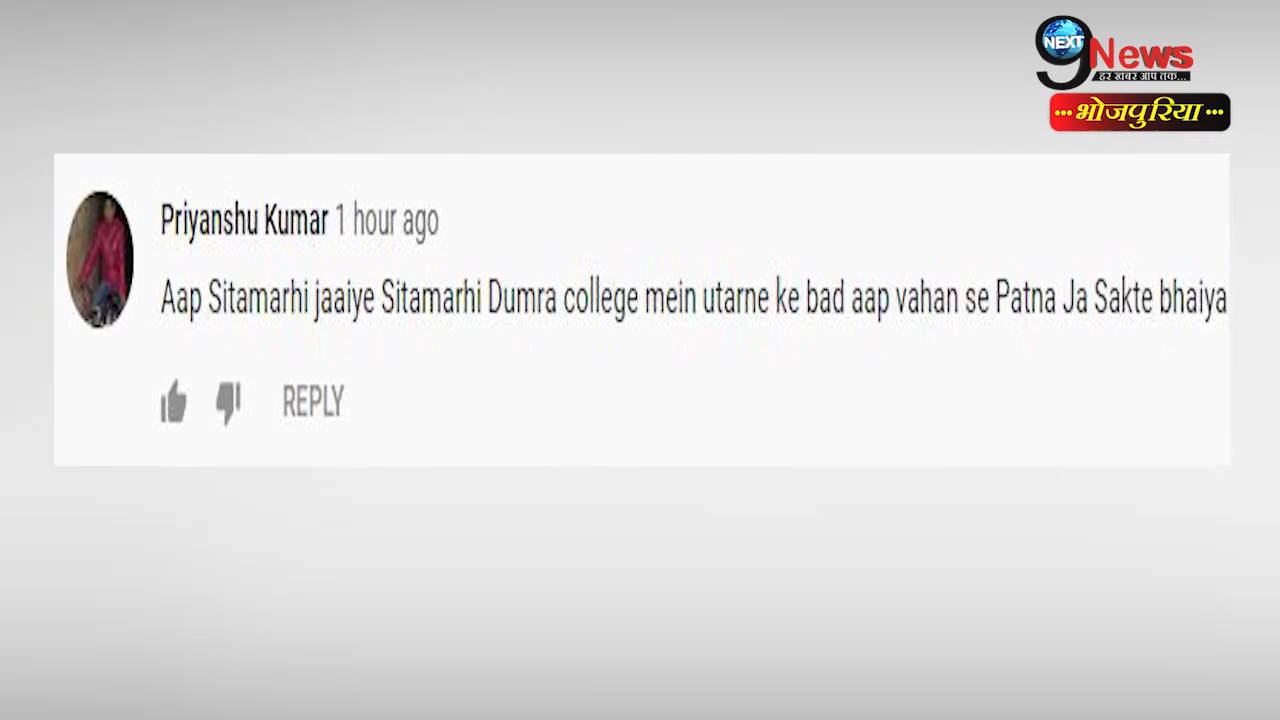 NEXT
9 News
हर खबर आप तक...
...भोजपुरिया...
Priyanshu Kumar 1 hour ago
Aap Sitamarhi jaaiye Sitamarhi Dumra college mein utarne ke bad aap vahan se Patna Ja Sakte bhaiya
REPLY